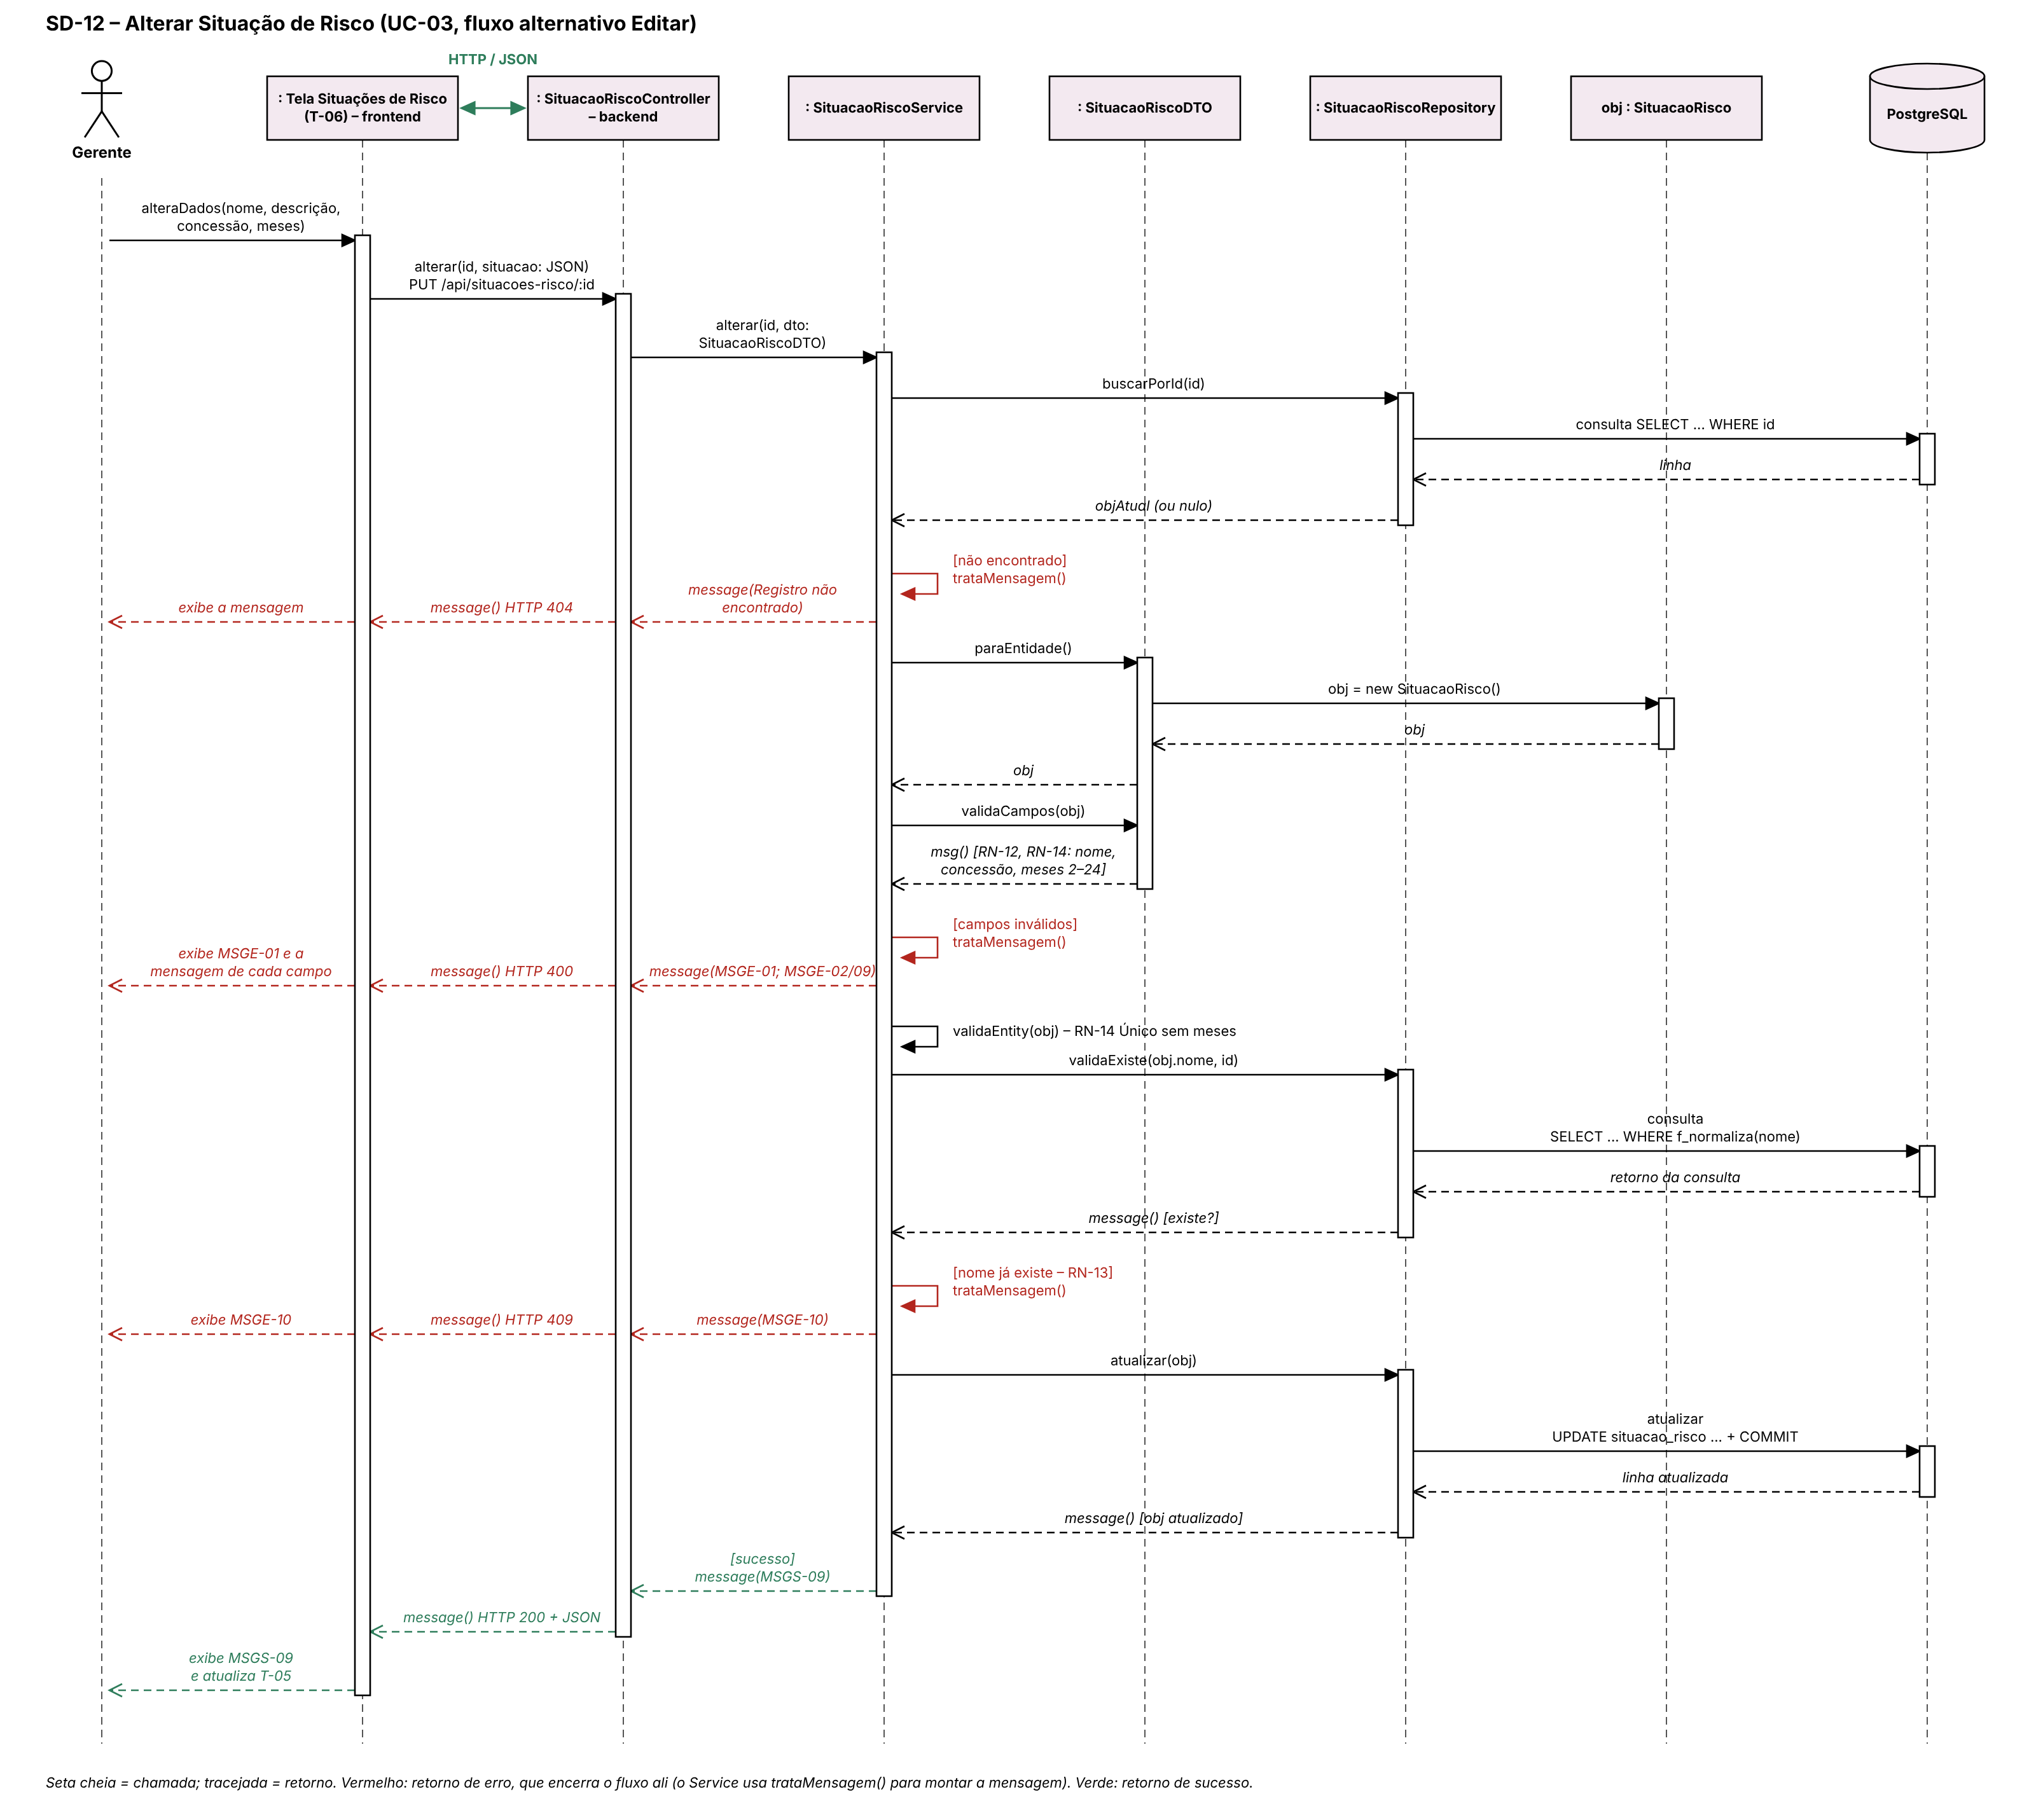 SD-12 – Alterar Situação de Risco (UC-03, fluxo alternativo Editar)
HTTP / JSON
Gerente
: Tela Situações de Risco
(T-06) – frontend
: SituacaoRiscoController
– backend
: SituacaoRiscoService
: SituacaoRiscoDTO
: SituacaoRiscoRepository
obj : SituacaoRisco
PostgreSQL
alteraDados(nome, descrição,
concessão, meses)
alterar(id, situacao: JSON)
PUT /api/situacoes-risco/:id
alterar(id, dto:
SituacaoRiscoDTO)
buscarPorId(id)
consulta SELECT ... WHERE id
linha
objAtual (ou nulo)
[não encontrado]
trataMensagem()
message(Registro não
encontrado)
message() HTTP 404
exibe a mensagem
paraEntidade()
obj = new SituacaoRisco()
obj
obj
validaCampos(obj)
msg() [RN-12, RN-14: nome,
concessão, meses 2–24]
[campos inválidos]
trataMensagem()
message(MSGE-01; MSGE-02/09)
message() HTTP 400
exibe MSGE-01 e a
mensagem de cada campo
validaEntity(obj) – RN-14 Único sem meses
validaExiste(obj.nome, id)
consulta
SELECT ... WHERE f_normaliza(nome)
retorno da consulta
message() [existe?]
[nome já existe – RN-13]
trataMensagem()
message(MSGE-10)
message() HTTP 409
exibe MSGE-10
atualizar(obj)
atualizar
UPDATE situacao_risco ... + COMMIT
linha atualizada
message() [obj atualizado]
[sucesso]
message(MSGS-09)
message() HTTP 200 + JSON
exibe MSGS-09
e atualiza T-05
Seta cheia = chamada; tracejada = retorno. Vermelho: retorno de erro, que encerra o fluxo ali (o Service usa trataMensagem() para montar a mensagem). Verde: retorno de sucesso.